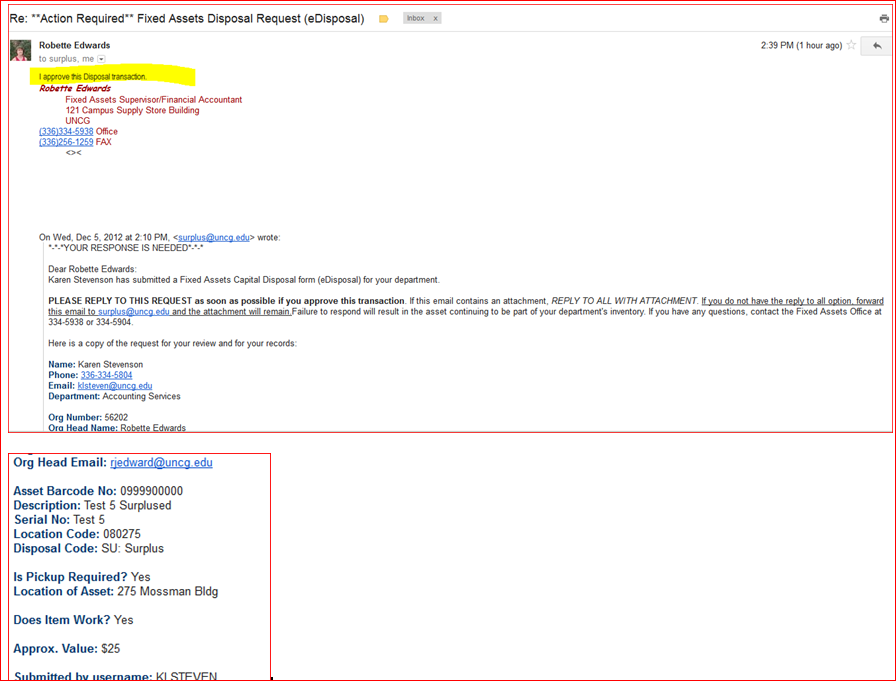 Re: **Action Required** Fixed Assets Disposal Request (eDisposal) Inbox x
Robette Edwards 2:39 PM (1 hour ago)
to surplus, me
I approve this Disposal transaction.
Robette Edwards
Fixed Assets Supervisor/Financial Accountant
121 Campus Supply Store Building
UNCG
(336)334-5938 Office
(336)256-1259 FAX
<><
On Wed, Dec 5, 2012 at 2:10 PM, <surplus@uncg.edu> wrote:
*-*-*YOUR RESPONSE IS NEEDED*-*-*
Dear Robette Edwards:
Karen Stevenson has submitted a Fixed Assets Capital Disposal form (eDisposal) for your department.
PLEASE REPLY TO THIS REQUEST as soon as possible if you approve this transaction. If this email contains an attachment, REPLY TO ALL WITH ATTACHMENT. If you do not have the reply to all option, forward
this email to surplus@uncg.edu and the attachment will remain.Failure to respond will result in the asset continuing to be part of your department's inventory. If you have any questions, contact the Fixed Assets Office at
334-5938 or 334-5904.
Here is a copy of the request for your review and for your records:
Name: Karen Stevenson
Phone: 336-334-5804
Email: klsteven@uncg.edu
Department: Accounting Services
Org Number: 56202
Org Head Name: Robette Edwards
Org Head Email: rjedward@uncg.edu
Asset Barcode No: 0999900000
Description: Test 5 Surplused
Serial No: Test 5
Location Code: 080275
Disposal Code: SU: Surplus
Is Pickup Required? Yes
Location of Asset: 275 Mossman Bldg
Does Item Work? Yes
Approx. Value: $25
Submitted by username: KLSTEVEN